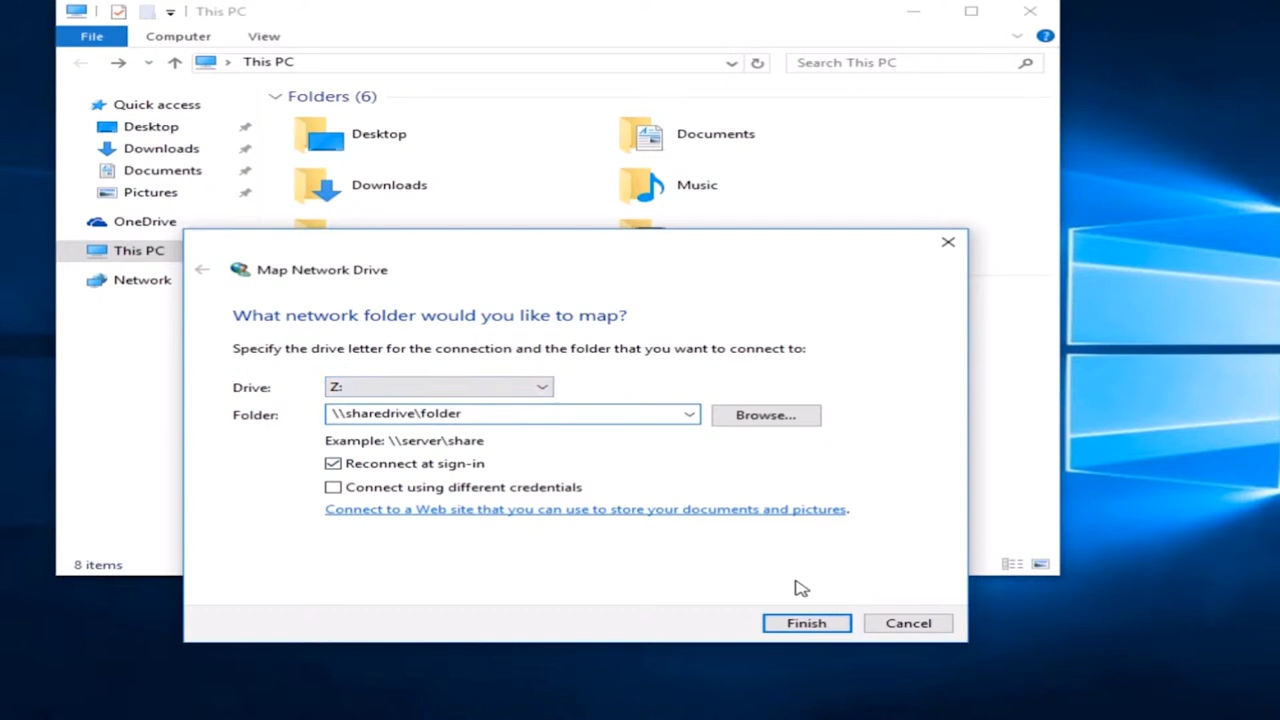 This PC
File Computer View
This PC
Search This PC
Quick access
Desktop
Downloads
Documents
Pictures
OneDrive
This PC
Network
Folders (6)
Desktop
Documents
Downloads
Music
8 items
Map Network Drive
What network folder would you like to map?
Specify the drive letter for the connection and the folder that you want to connect to:
Drive: Z:
Folder: \\sharedrive\folder Browse...
Example: \\server\share
Reconnect at sign-in
Connect using different credentials
Connect to a Web site that you can use to store your documents and pictures.
Finish Cancel